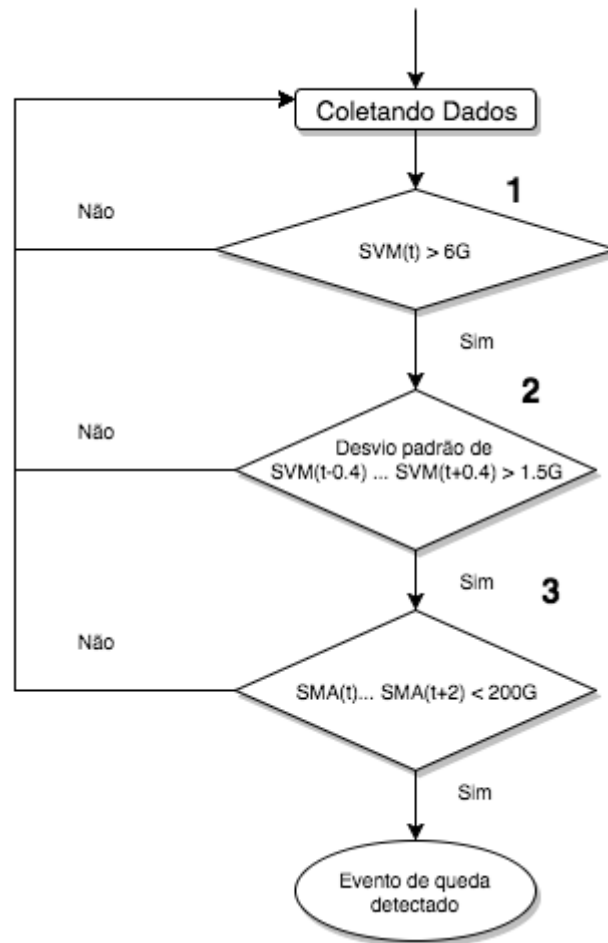 Coletando Dados
1
Não
SVM(t) > 6G
Sim
2
Não
Desvio padrão de
SVM(t-0.4) ... SVM(t+0.4) > 1.5G
Sim
3
Não
SMA(t)... SMA(t+2) < 200G
Sim
Evento de queda
detectado